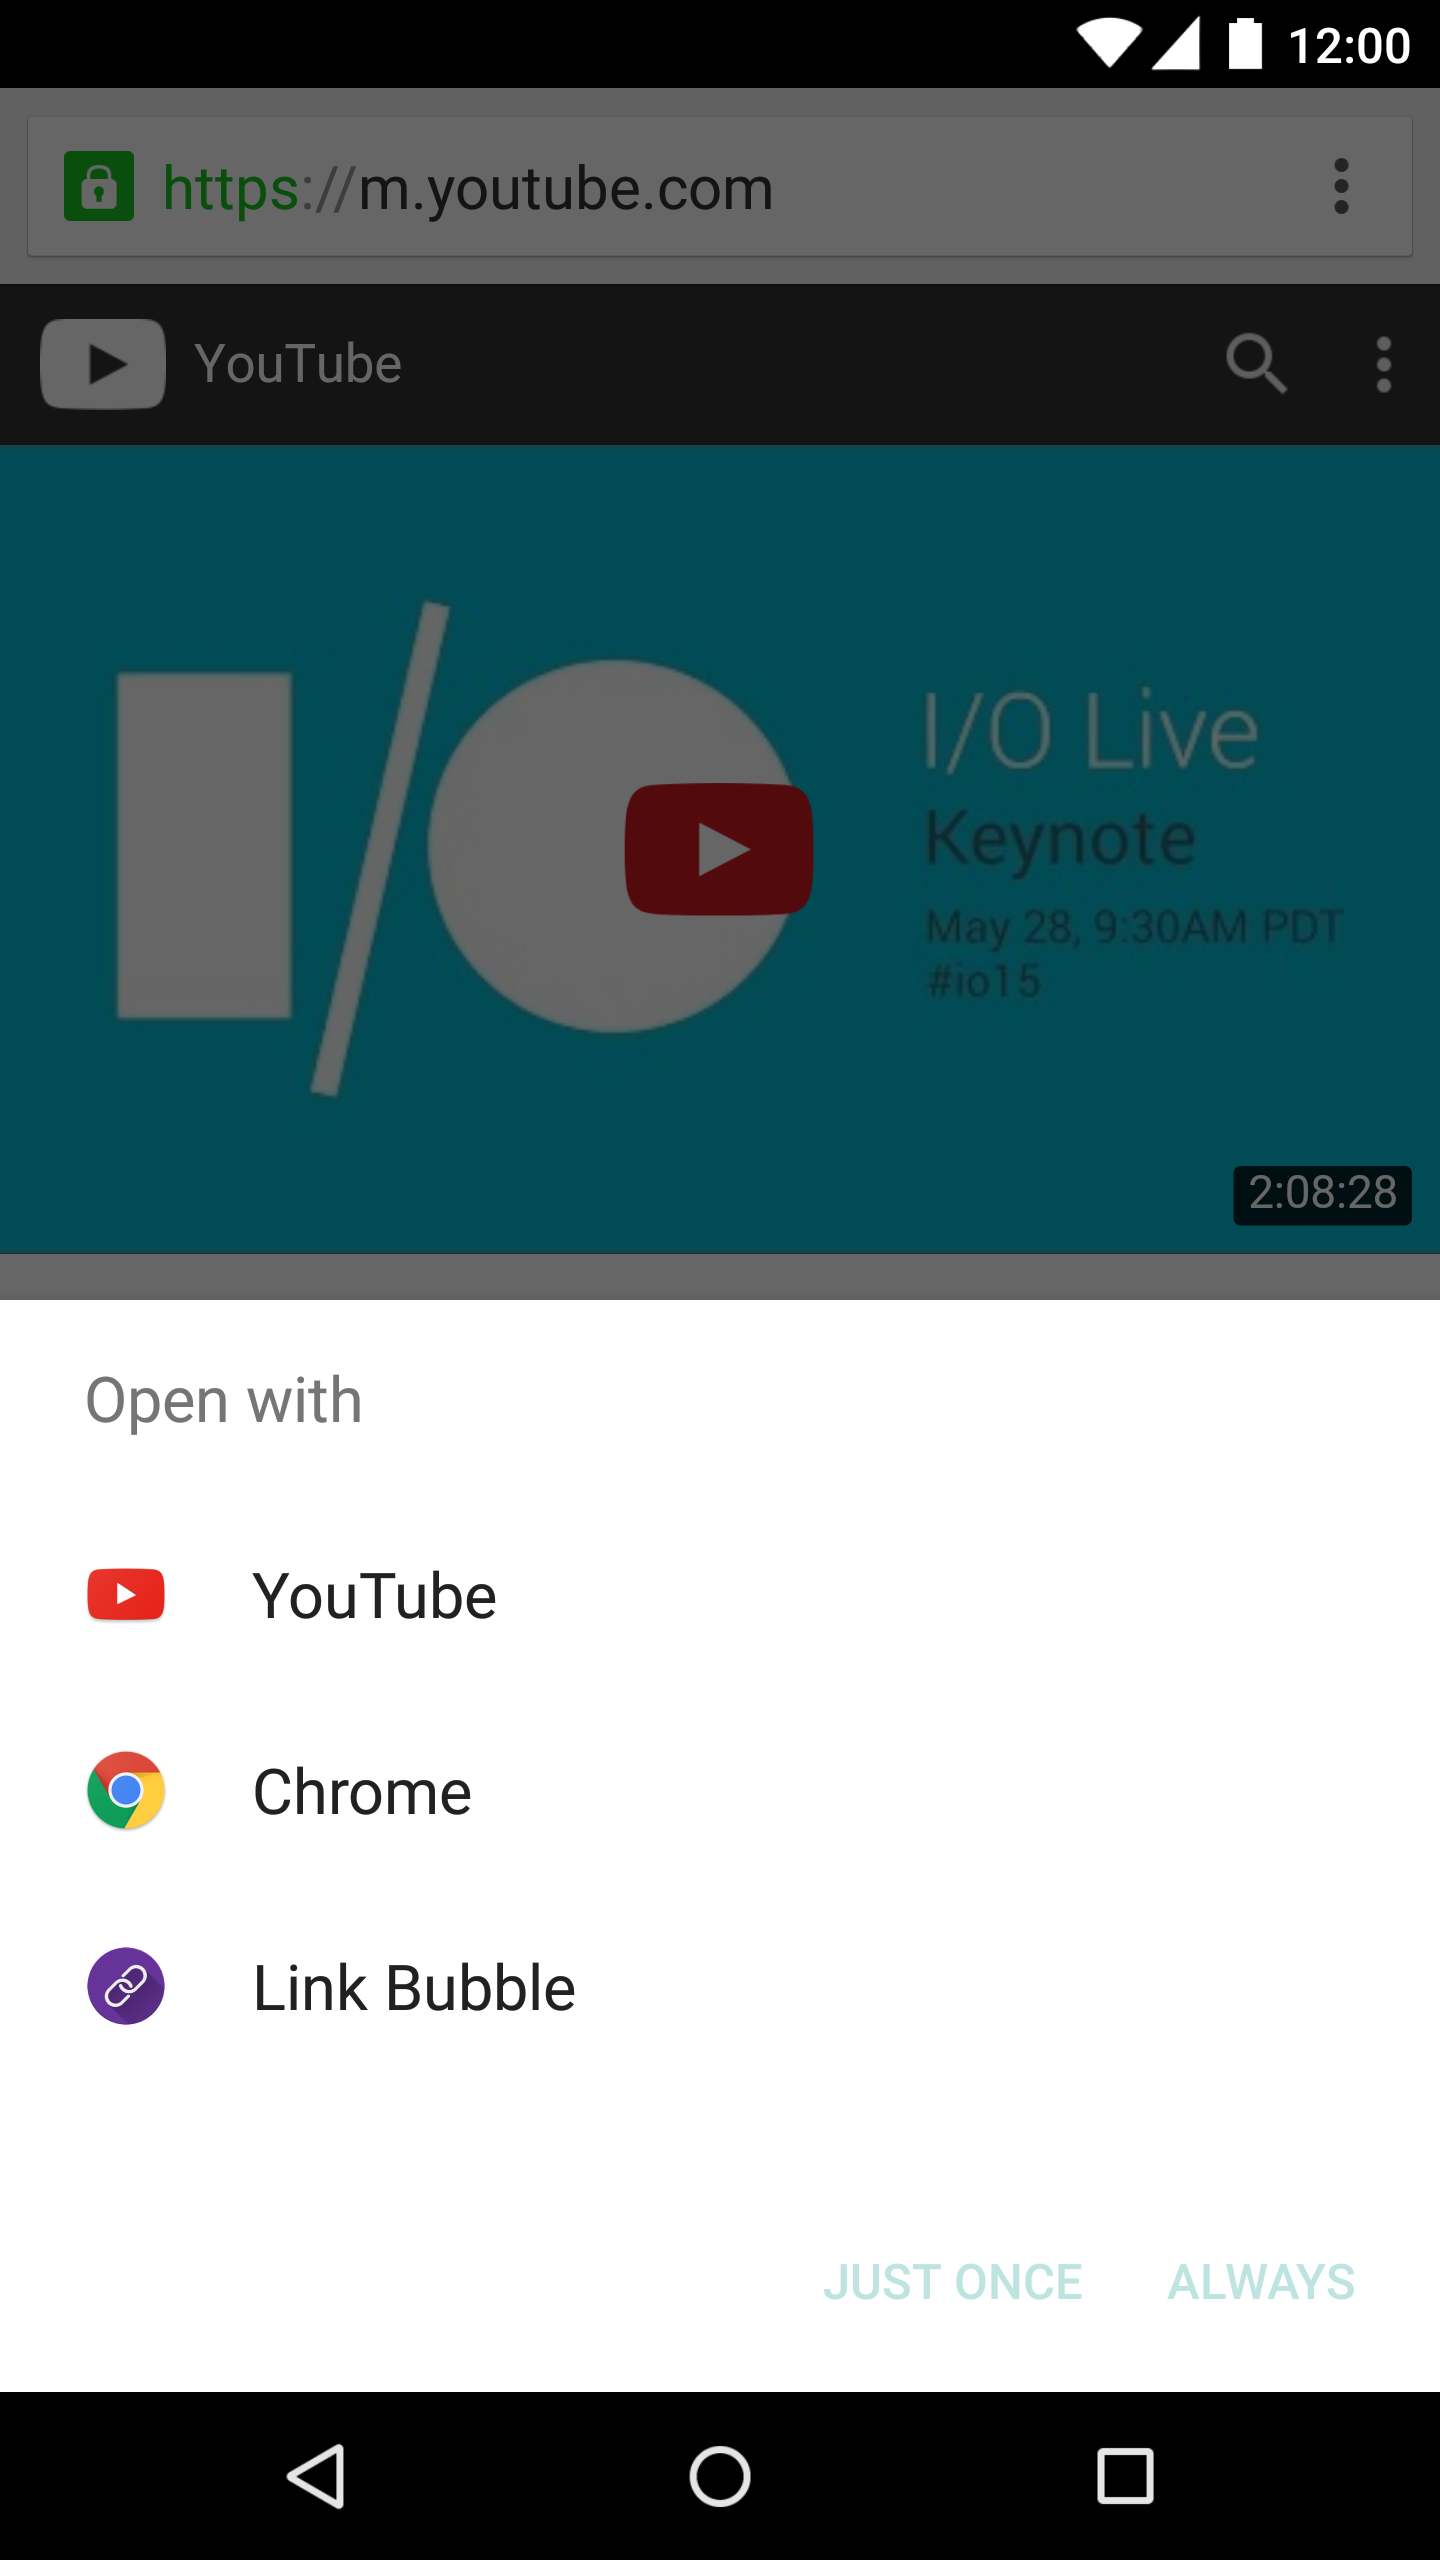 12:00
https://m.youtube.com
YouTube
I/O
I/O Live
Keynote
May 28, 9:30AM PDT
#io15
2:08:28
Open with
YouTube
Chrome
Link Bubble
JUST ONCE ALWAYS